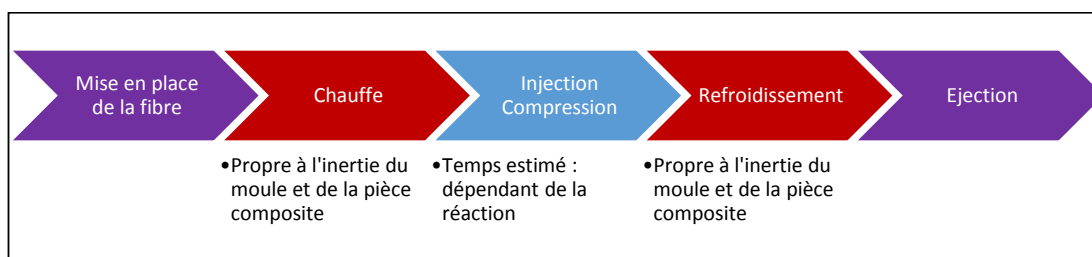 Mise en place
de la fibre
Chauffe
Injection
Compression
Refroidissement
Ejection
•Propre à l'inertie du
moule et de la pièce
composite
•Temps estimé :
dépendant de la
réaction
•Propre à l'inertie du
moule et de la pièce
composite